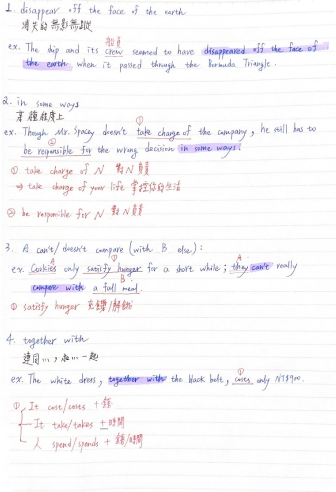 1. disappear off the face of the earth
消失的無影無蹤
船員
ex. The ship and its crew seemed to have disappeared off the face of
the earth when it passed through the Bermuda Triangle.
2. in some ways
某種程度上
ex. Though Mr. Spacey doesn't take charge of the company, he still has to
be responsible for the wrong decision in some ways.
① take charge of N 對N負責
⇒ take charge of your life 掌控你的生活
② be responsible for N 對N負責
3. A can't/doesn't compare (with B else):
ex. Cookies only satisfy hunger for a short while; they can't really
compare with a full meal.
① satisfy hunger 充饑/解餓
4. together with
連同…,和…一起
ex. The white dress, together with the black belt, costs only NT$900.
① It cost/costs + 錢
It take/takes + 時間
人 spend/spends + 錢/時間